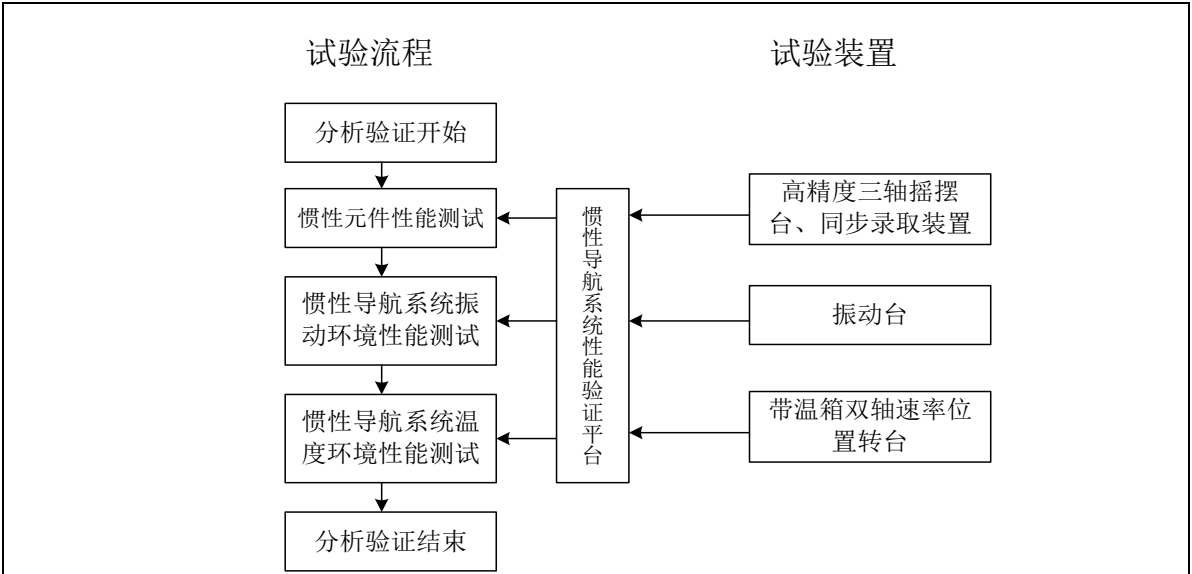 试验流程
试验装置
分析验证开始
惯性元件性能测试
惯性导航系统振
动环境性能测试
惯性导航系统温
度环境性能测试
分析验证结束
惯性导航系统性能验证平台
高精度三轴摇摆
台、同步录取装置
振动台
带温箱双轴速率位
置转台